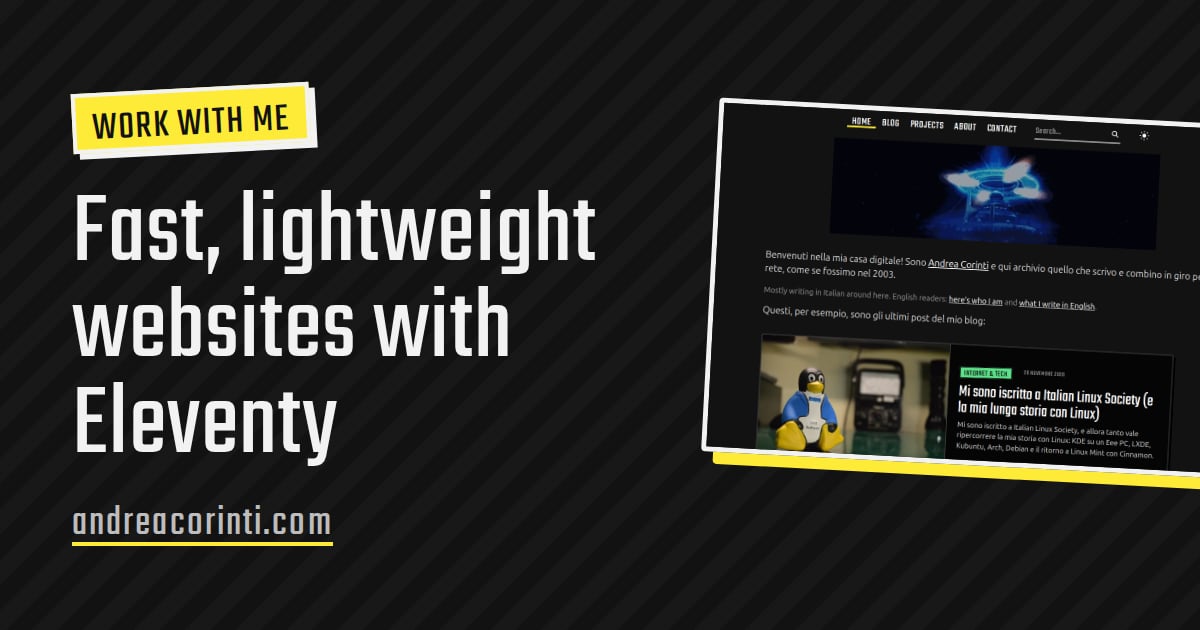 WORK WITH ME
Fast, lightweight
websites with
Eleventy
andreacorinti.com
HOME BLOG PROJECTS ABOUT CONTACT Search...
Benvenuti nella mia casa digitale! Sono Andrea Corinti e qui archivio quello che scrivo e combino in giro pe
rete, come se fossimo nel 2003.
Mostly writing in Italian around here. English readers: here's who I am and what I write in English.
Questi, per esempio, sono gli ultimi post del mio blog:
INTERNET & TECH NOVEMBRE
Mi sono iscritto a Italian Linux Society (e
la mia lunga storia con Linux)
Mi sono iscritto a Italian Linux Society, e allora tanto vale
ripercorrere la mia storia con Linux: KDE su un Eee PC, LXDE,
Kubuntu, Arch, Debian e il ritorno a Linux Mint con Cinnamon.